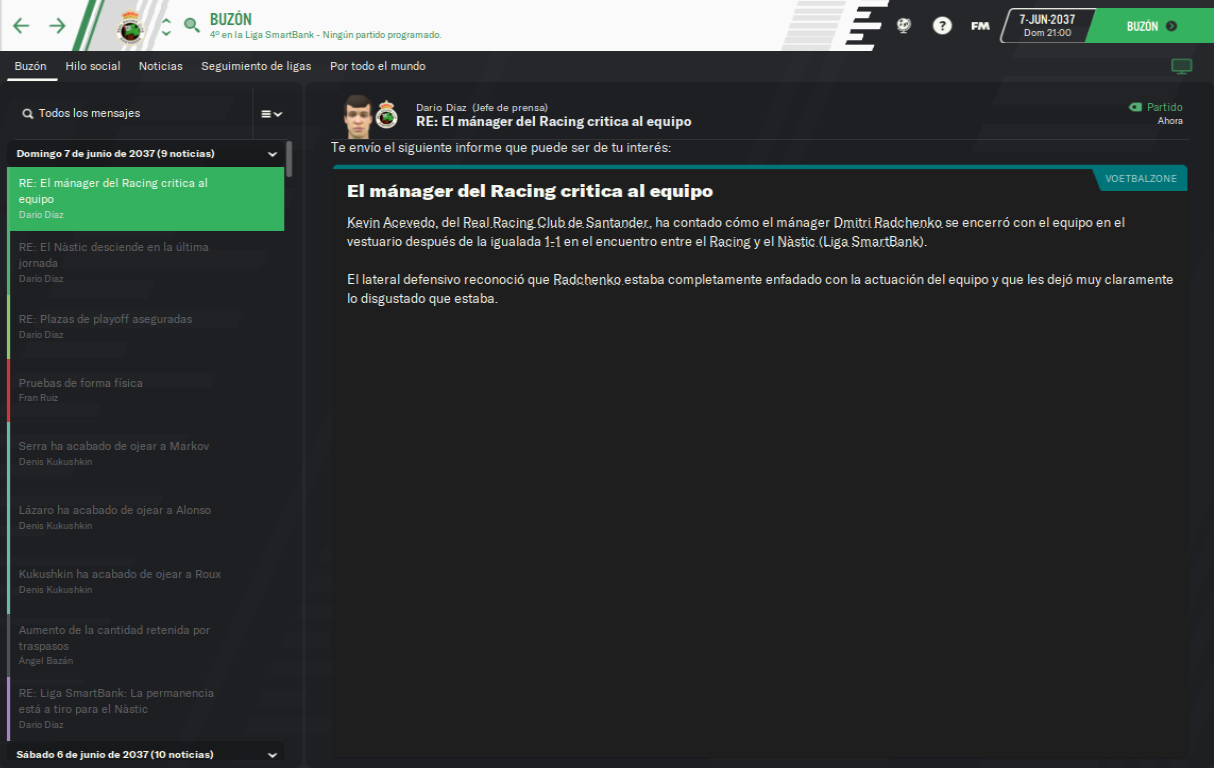 BUZÓN
4º en la Liga SmartBank - Ningún partido programado.
?
FM
7-JUN-2037
Dom 21:00
BUZÓN
Buzón
Hilo social
Noticias
Seguimiento de ligas
Por todo el mundo
Todos los mensajes
Domingo 7 de junio de 2037 (9 noticias)
RE: El mánager del Racing critica al
equipo
Darío Díaz
RE: El Nàstic desciende en la última
jornada
Darío Díaz
RE: Plazas de playoff aseguradas
Darío Díaz
Pruebas de forma física
Fran Ruiz
Serra ha acabado de ojear a Markov
Denis Kukushkin
Lázaro ha acabado de ojear a Alonso
Denis Kukushkin
Kukushkin ha acabado de ojear a Roux
Denis Kukushkin
Aumento de la cantidad retenida por
traspasos
Ángel Bazán
RE: Liga SmartBank: La permanencia
está a tiro para el Nàstic
Darío Díaz
Sábado 6 de junio de 2037 (10 noticias)
Darío Díaz (Jefe de prensa)
RE: El mánager del Racing critica al equipo
Partido
Ahora
Te envío el siguiente informe que puede ser de tu interés:
VOETBALZONE
El mánager del Racing critica al equipo
Kevin Acevedo, del Real Racing Club de Santander, ha contado cómo el mánager Dmitri Radchenko se encerró con el equipo en el
vestuario después de la igualada 1-1 en el encuentro entre el Racing y el Nàstic (Liga SmartBank).
El lateral defensivo reconoció que Radchenko estaba completamente enfadado con la actuación del equipo y que les dejó muy claramente
lo disgustado que estaba.